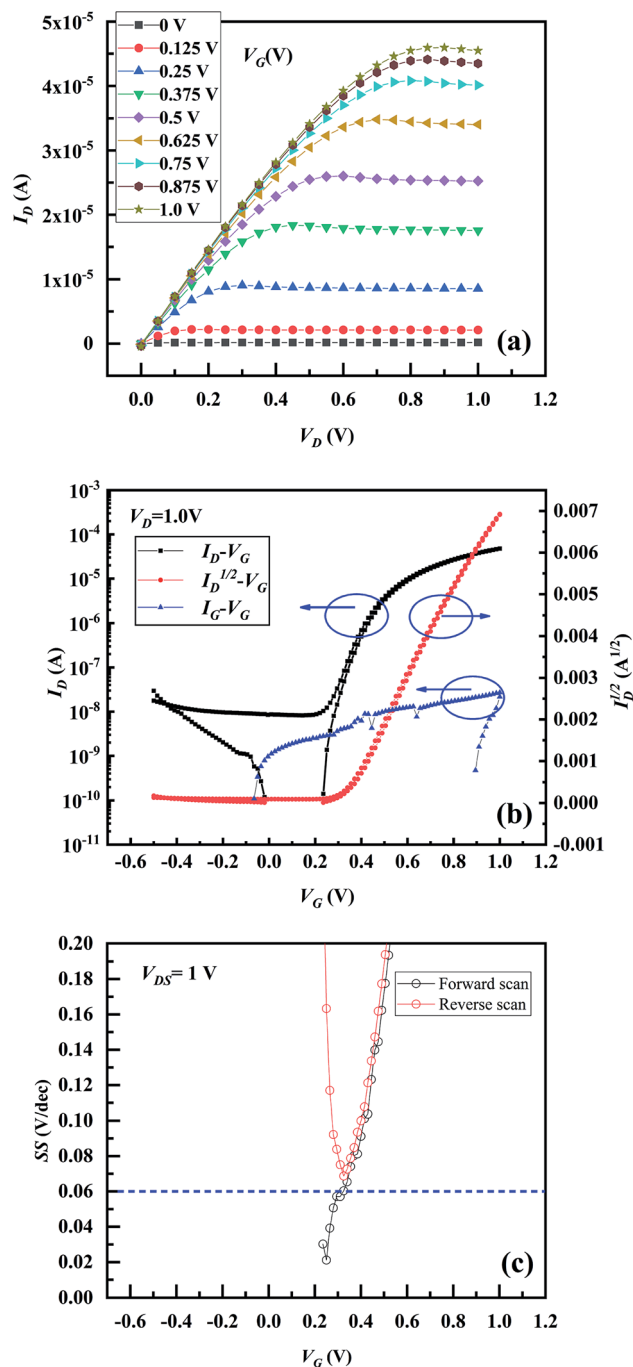 5x10⁻⁵
4x10⁻⁵
3x10⁻⁵
2x10⁻⁵
1x10⁻⁵
0
I_D (A)
0 V
0.125 V
0.25 V
0.375 V
0.5 V
0.625 V
0.75 V
0.875 V
1.0 V
V_G(V)
(a)
0.0 0.2 0.4 0.6 0.8 1.0 1.2
V_D (V)
10⁻³
10⁻⁴
10⁻⁵
10⁻⁶
10⁻⁷
10⁻⁸
10⁻⁹
10⁻¹⁰
10⁻¹¹
I_D (A)
V_D=1.0V
I_D-V_G
I_D^{1/2}-V_G
I_G-V_G
0.007
0.006
0.005
0.004
0.003
0.002
0.001
0.000
-0.001
I_D^{1/2} (A^{1/2})
(b)
-0.6 -0.4 -0.2 0.0 0.2 0.4 0.6 0.8 1.0 1.2
V_G (V)
0.20
0.18
0.16
0.14
0.12
0.10
0.08
0.06
0.04
0.02
0.00
SS (V/dec)
V_DS= 1 V
Forward scan
Reverse scan
(c)
-0.6 -0.4 -0.2 0.0 0.2 0.4 0.6 0.8 1.0 1.2
V_G (V)